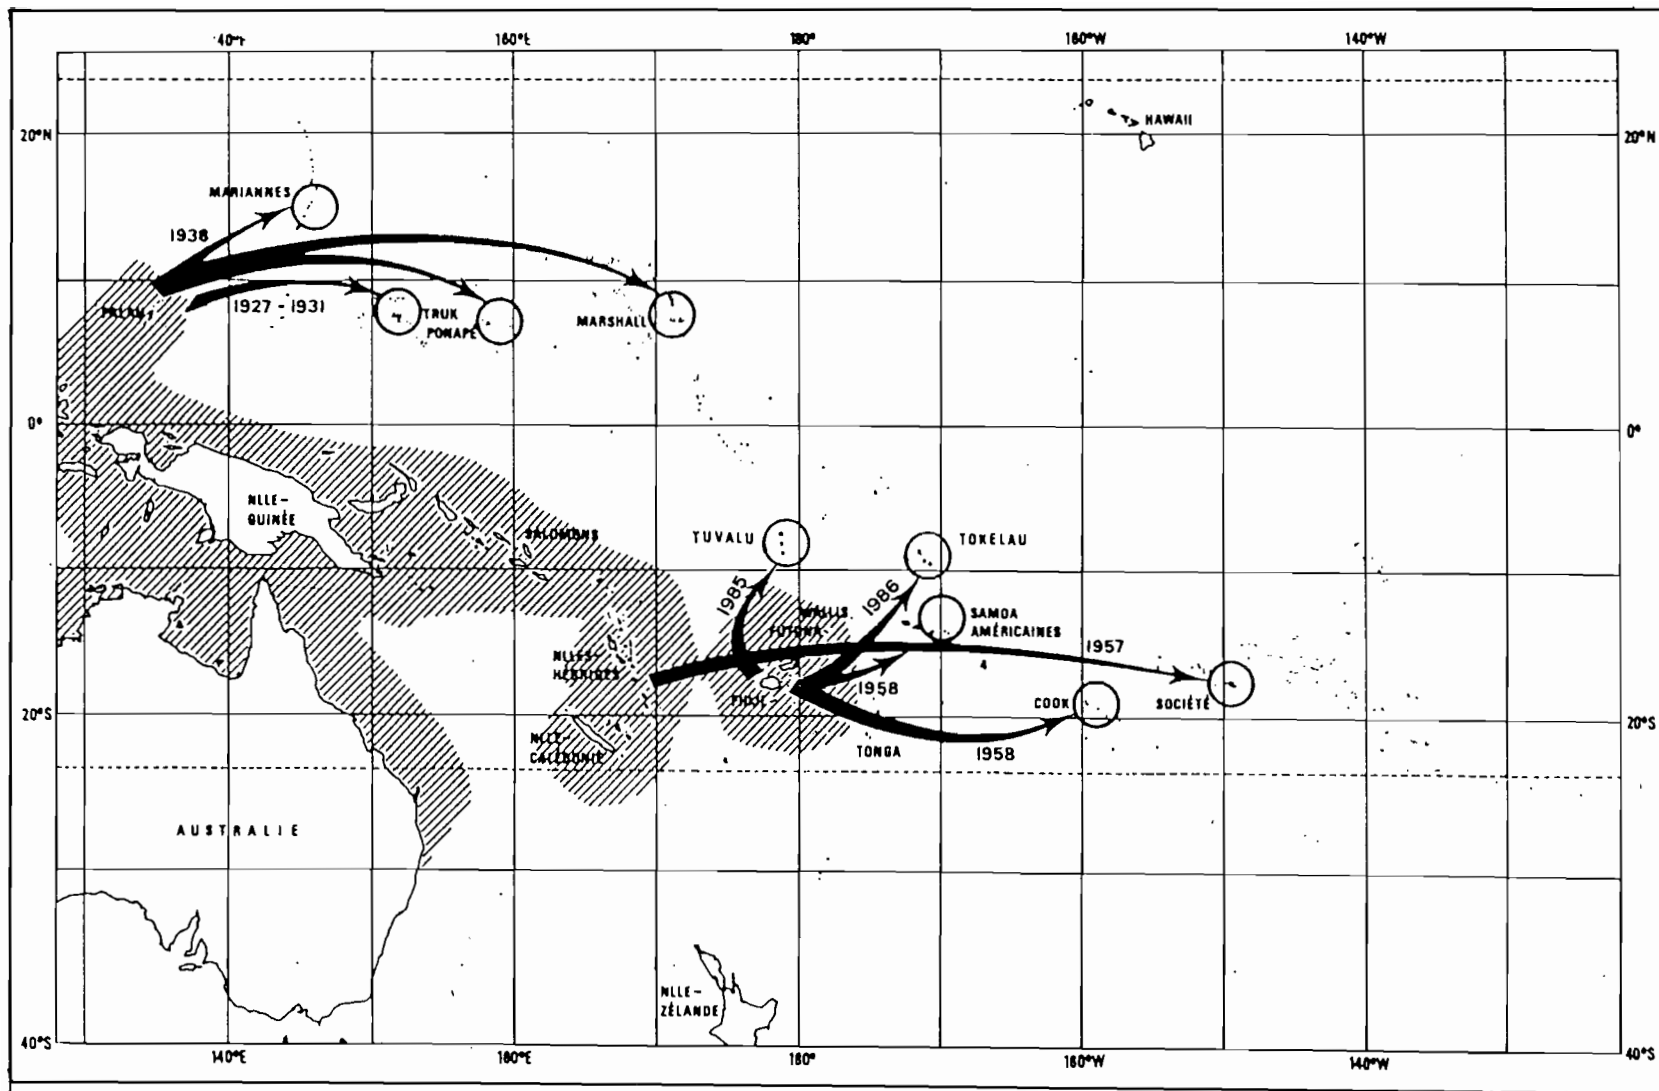 160°E
180°
160°W
140°W
20°N
20°N
HAWAII
MARIANNES
1938
1927 - 1931
TRUK
PONAPE
MARSHALL
0°
0°
NLLE-
GUINÉE
SALOMONS
TUVALU
TOKELAU
1985
1986
WALLIS
FUTUNA
SAMOA
AMÉRICAINES
1957
NLLES-
HÉBRIDES
1958
COOK
SOCIÉTÉ
20°S
20°S
NLLE-
CALÉDONIE
TONGA
1958
AUSTRALIE
NLLE-
ZÉLANDE
40°S
40°S
140°E
160°E
180°
160°W
140°W